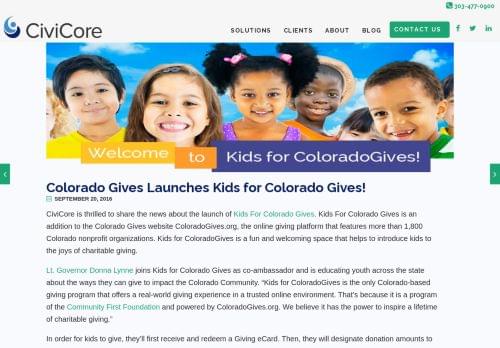 303-477-0900
CiviCore
SOLUTIONS CLIENTS ABOUT BLOG CONTACT US
Welcome to Kids for ColoradoGives!
Colorado Gives Launches Kids for Colorado Gives!
SEPTEMBER 20, 2016
CiviCore is thrilled to share the news about the launch of Kids For Colorado Gives. Kids For Colorado Gives is an
addition to the Colorado Gives website ColoradoGives.org, the online giving platform that features more than 1,800
Colorado nonprofit organizations. Kids for ColoradoGives is a fun and welcoming space that helps to introduce kids to
the joys of charitable giving.
Lt. Governor Donna Lynne joins Kids for Colorado Gives as co-ambassador and is educating youth across the state
about the ways they can give to impact the Colorado Community. “Kids for ColoradoGives is the only Colorado-based
giving program that offers a real-world giving experience in a trusted online environment. That’s because it is a program
of the Community First Foundation and powered by ColoradoGives.org. We believe it has the power to inspire a lifetime
of charitable giving.”
In order for kids to give, they’ll first receive and redeem a Giving eCard. Then, they will designate donation amounts to